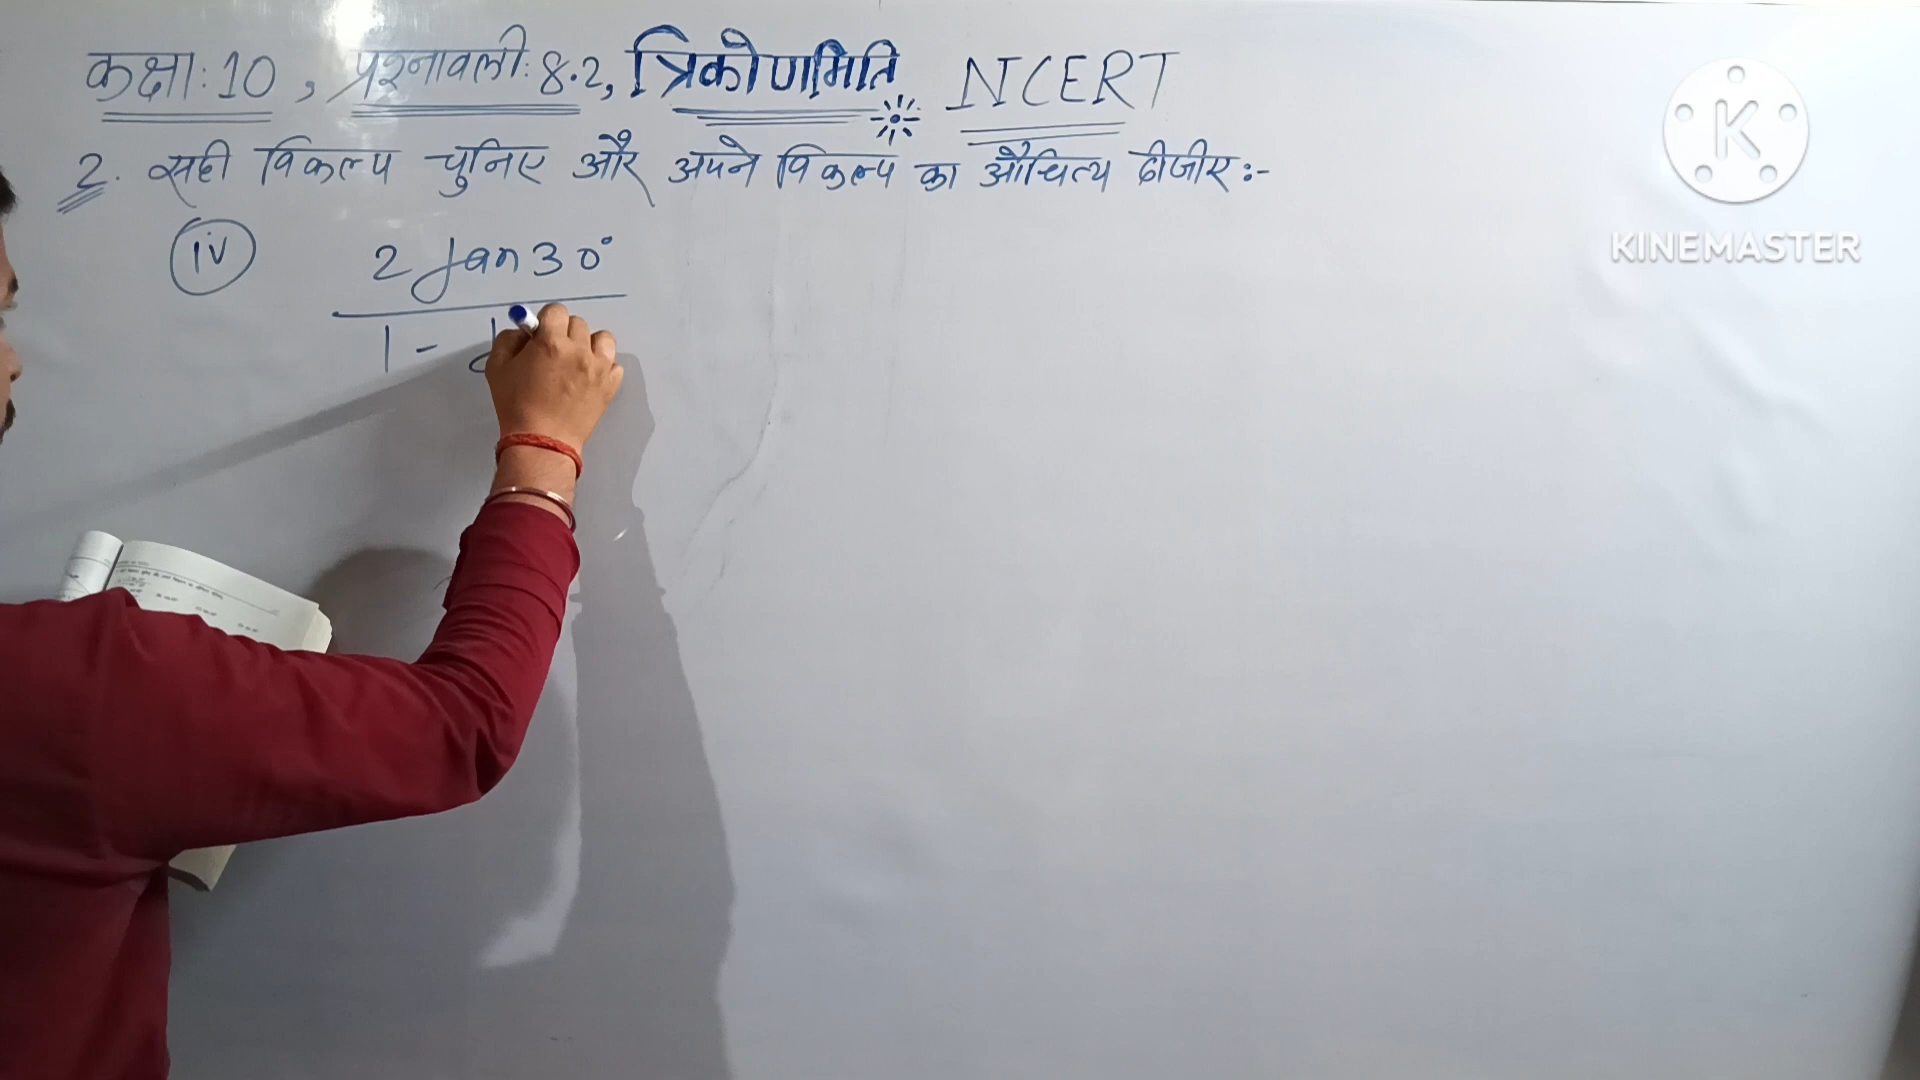 कक्षा: 10, प्रश्नावली: 8.2, त्रिकोणमिति NCERT
2. सही विकल्प चुनिए और अपने विकल्प का औचित्य दीजीए:-
iv 2 tan 30°
1 -
K
KINEMASTER